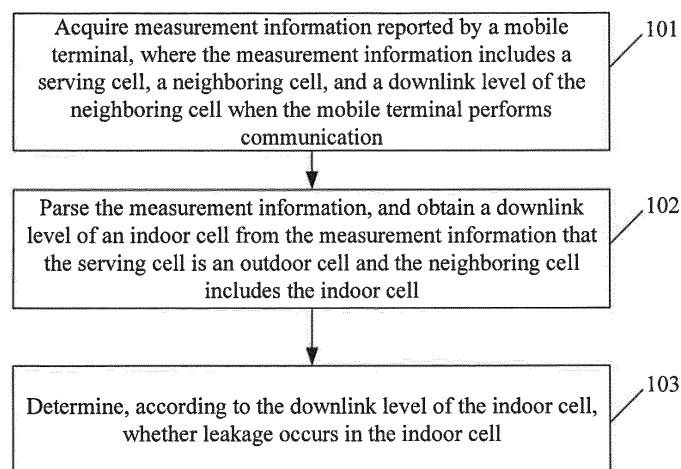 Acquire measurement information reported by a mobile
terminal, where the measurement information includes a
serving cell, a neighboring cell, and a downlink level of the
neighboring cell when the mobile terminal performs
communication
101
Parse the measurement information, and obtain a downlink
level of an indoor cell from the measurement information that
the serving cell is an outdoor cell and the neighboring cell
includes the indoor cell
102
Determine, according to the downlink level of the indoor cell,
whether leakage occurs in the indoor cell
103